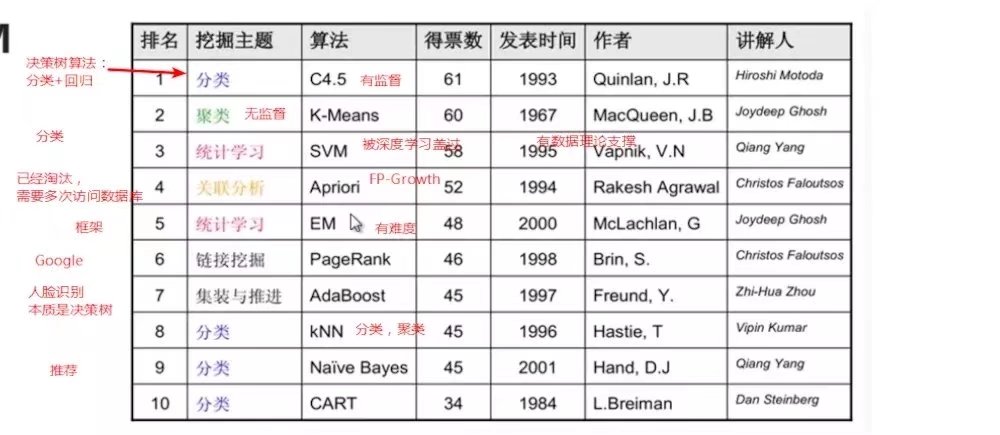 M
排名 挖掘主题 算法 得票数 发表时间 作者 讲解人
决策树算法：
分类+回归
1 分类 C4.5 有监督 61 1993 Quinlan, J.R Hiroshi Motoda
2 聚类 无监督 K-Means 60 1967 MacQueen, J.B Joydeep Ghosh
分类
被深度学习盖过 有数据理论支撑
3 统计学习 SVM 58 1995 Vapnik, V.N Qiang Yang
已经淘汰，
需要多次访问数据库
4 关联分析 Apriori FP-Growth 52 1994 Rakesh Agrawal Christos Faloutsos
框架
5 统计学习 EM 有难度 48 2000 McLachlan, G Joydeep Ghosh
Google
6 链接挖掘 PageRank 46 1998 Brin, S. Christos Faloutsos
人脸识别
本质是决策树
7 集装与推进 AdaBoost 45 1997 Freund, Y. Zhi-Hua Zhou
8 分类 kNN 分类，聚类 45 1996 Hastie, T Vipin Kumar
推荐
9 分类 Naïve Bayes 45 2001 Hand, D.J Qiang Yang
10 分类 CART 34 1984 L.Breiman Dan Steinberg